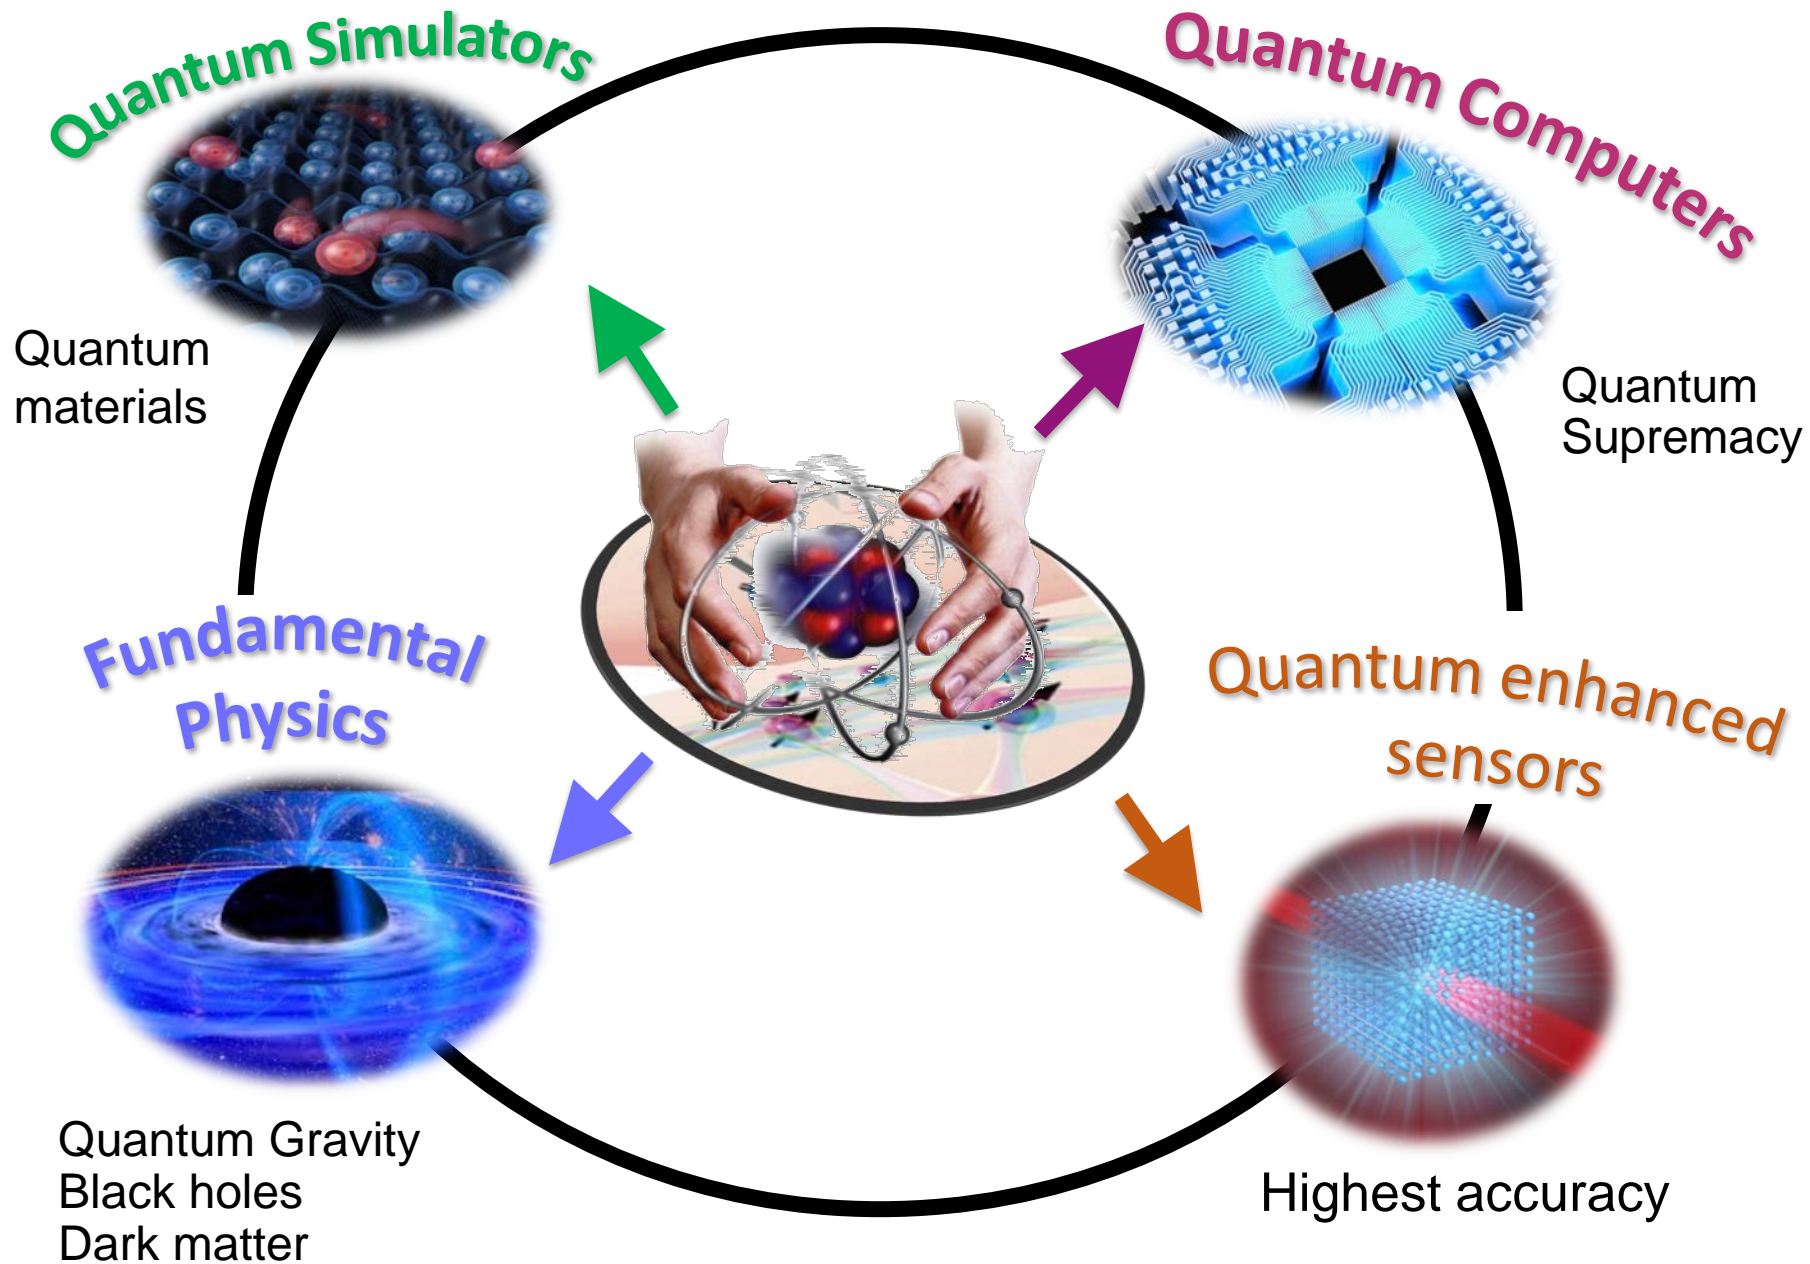 Quantum Simulators
Quantum
materials
Quantum Computers
Quantum
Supremacy
Fundamental
Physics
Quantum Gravity
Black holes
Dark matter
Quantum enhanced
sensors
Highest accuracy